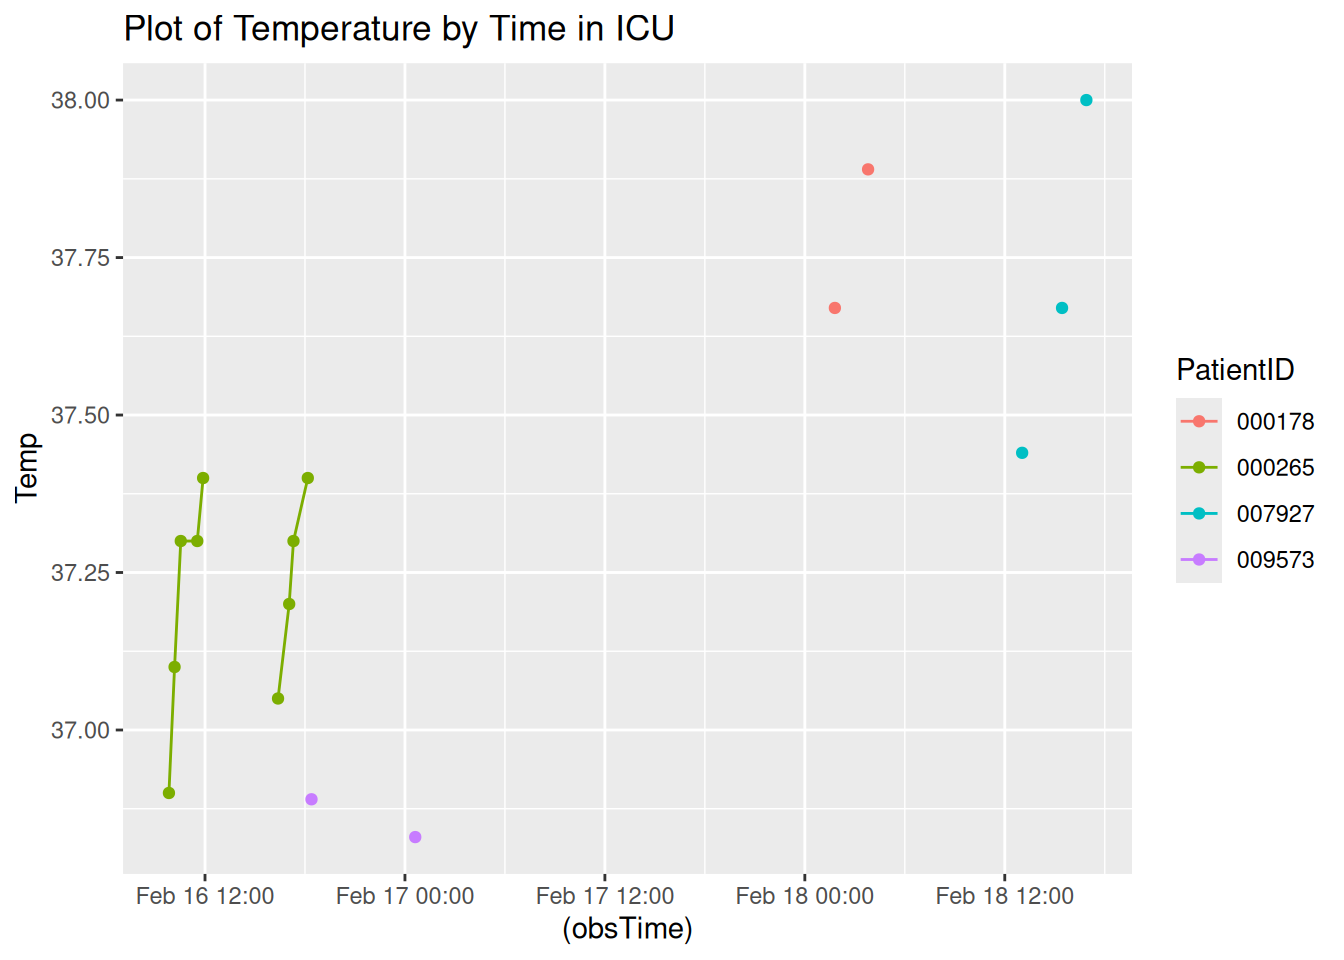 Plot of Temperature by Time in ICU
38.00
37.75
37.50
37.25
37.00
Temp
Feb 16 12:00
Feb 17 00:00
Feb 17 12:00
Feb 18 00:00
Feb 18 12:00
(obsTime)
PatientID
000178
000265
007927
009573